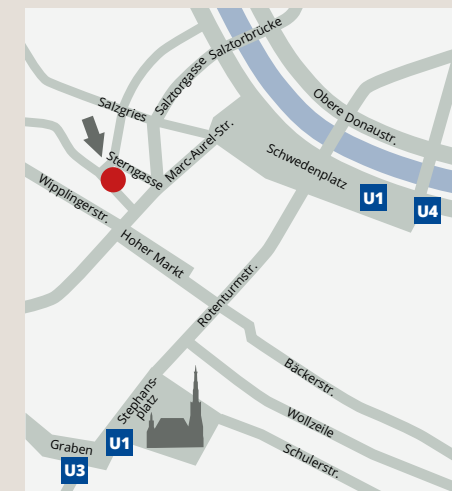 Salztorbrücke
Salztorgasse
Salzgries
Obere Donaustr.
Marc-Aurel-Str.
Sterngasse
Schwedenplatz
Wipplingerstr.
U1
U4
Hoher Markt
Rotenturmstr.
Bäckerstr.
Stephans-
platz
Wollzeile
U1
Graben
Schulerstr.
U3